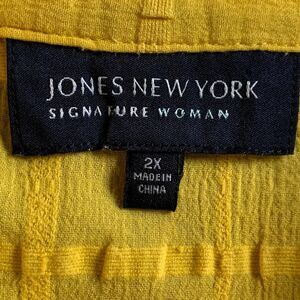 JONES NEW YORK
SIGNATURE WOMAN
2X
MADE IN
CHINA